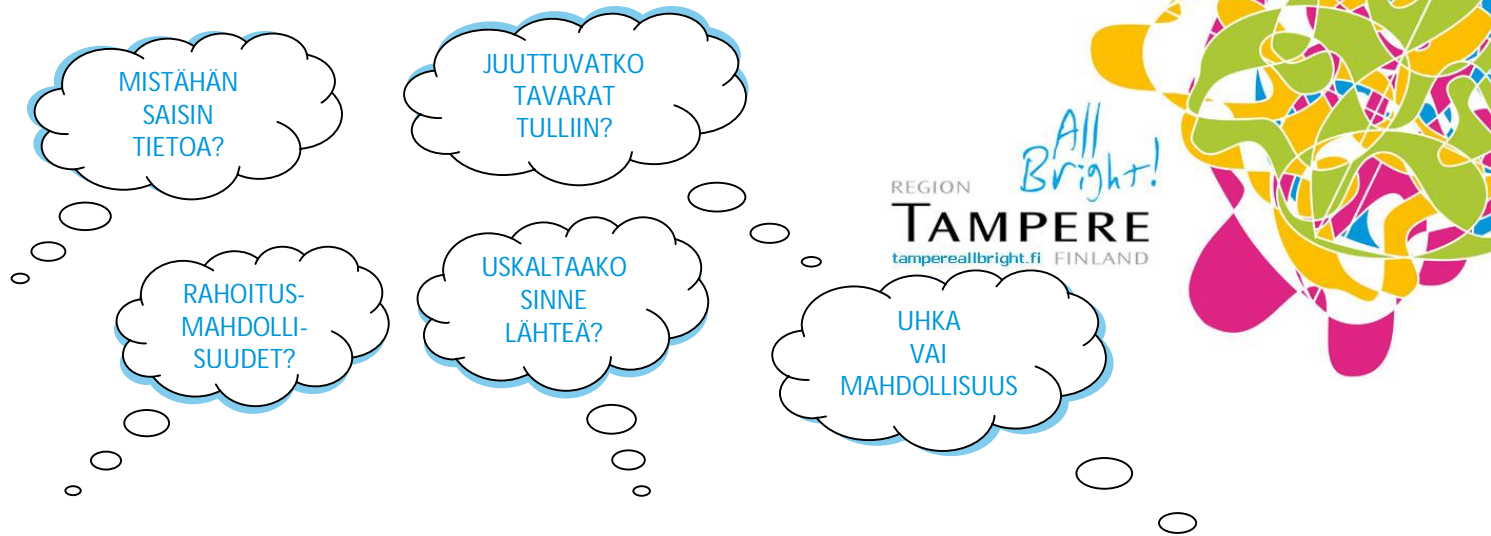 MISTÄHÄN
SAISIN
TIETOA?
JUUTTUVATKO
TAVARAT
TULLIIN?
All
Bright!
REGION
TAMPERE
tampereallbright.fi FINLAND
RAHOITUS-
MAHDOLLI-
SUUDET?
USKALTAAKO
SINNE
LÄHTEÄ?
UHKA
VAI
MAHDOLLISUUS